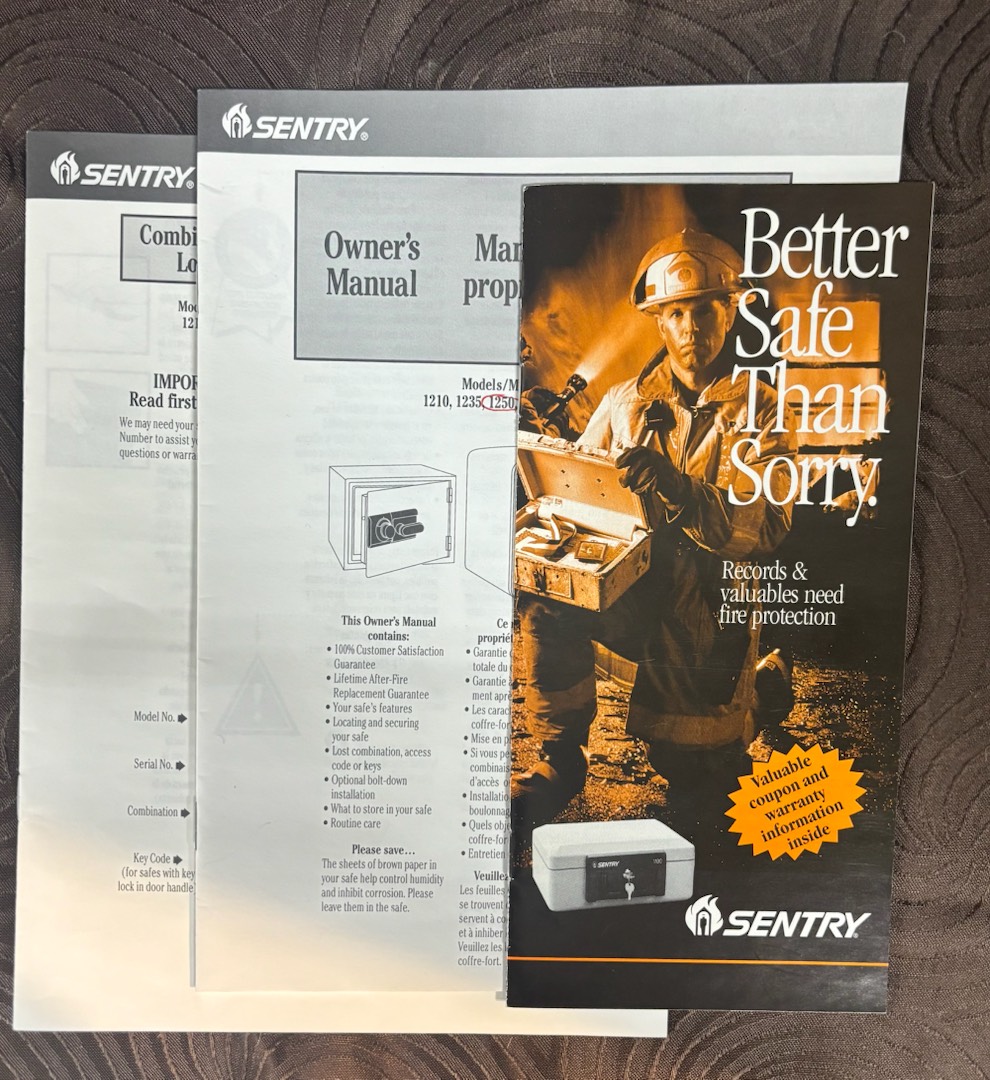 SENTRY®
Combi
Lo
Mod
121
IMPOR
Read first
We may need your
Number to assist y
questions or warra
Model No.
Serial No.
Combination
Key Code
(for safes with key
lock in door handle
SENTRY®
Owner's
Manual
Man
prop
Models/M
1210, 1235, 1250,
This Owner's Manual
contains:
• 100% Customer Satisfaction
Guarantee
• Lifetime After-Fire
Replacement Guarantee
• Your safe's features
• Locating and securing
your safe
• Lost combination, access
code or keys
• Optional bolt-down
installation
• What to store in your safe
• Routine care
Please save...
The sheets of brown paper in
your safe help control humidity
and inhibit corrosion. Please
leave them in the safe.
Ce
propriét
• Garantie
totale du
• Garantie
ment apr
• Les carac
coffre-for
• Mise en p
• Si vous pe
combinais
d'accès o
• Installatio
boulonnag
• Quels obj
coffre-for
• Entretien
Veuillez
Les feuilles
se trouvent
servent à co
et à inhiber
Veuillez les
coffre-fort.
Better
Safe
Than
Sorry.
Records &
valuables need
fire protection
Valuable
coupon and
warranty
information
inside
SENTRY
SENTRY®